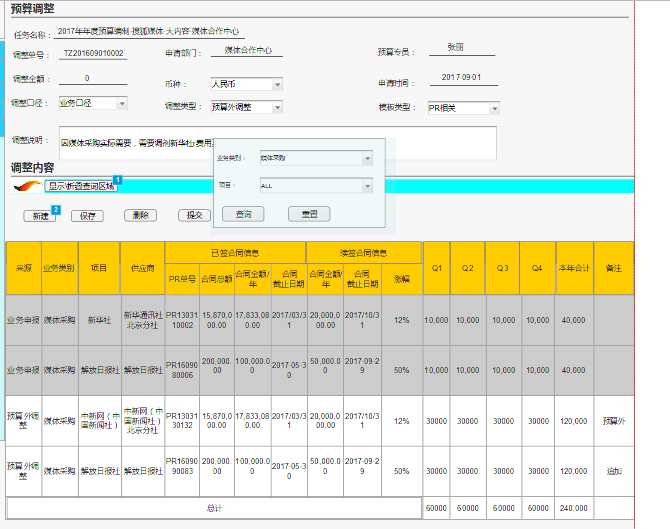 预算调整
任务名称： 2017年年度预算编制-搜狐媒体-大内容-媒体合作中心
调整单号： TZ201609010002 申请部门： 媒体合作中心 预算专员： 张丽
调整金额： 0 币种： 人民币 申请时间： 2017-09-01
调整口径： 业务口径 调整类型： 预算外调整 模板类型： PR相关
调整说明： 因媒体采购实际需要，需要调剂新华社费用
业务类别： 媒体采购
项目： ALL
查询 重置
调整内容
显示\折叠查询区域 1
新建 2 保存 删除 提交
来源 业务类别 项目 供应商 已签合同信息 续签合同信息 Q1 Q2 Q3 Q4 本年合计 备注
PR单号 合同总额 合同金额/年 合同截止日期 合同金额/年 合同截止日期 涨幅
业务申报 媒体采购 新华社 新华通讯社北京分社 PR1303110002 15,870,000.00 17,833,080.00 2017/03/31 20,000,000.00 2017/10/31 12% 10,000 10,000 10,000 10,000 40,000
业务申报 媒体采购 解放日报社 解放日报社 PR1609080006 200,000.00 100,000.00 2017-05-30 50,000.00 2017-09-29 50% 10,000 10,000 10,000 10,000 40,000
预算外调整 媒体采购 中新网（中国新闻社） 中新网（中国新闻社）北京分社 PR1303130132 15,870,000.00 17,833,080.00 2017/03/31 20,000,000.00 2017/10/31 12% 30000 30000 30000 30000 120,000 预算外
预算外调整 媒体采购 解放日报社 解放日报社 PR1609090083 200,000.00 100,000.00 2017-05-30 50,000.00 2017-09-29 50% 30000 30000 30000 30000 120,000 追加
总计 60000 60000 60000 60000 240,000